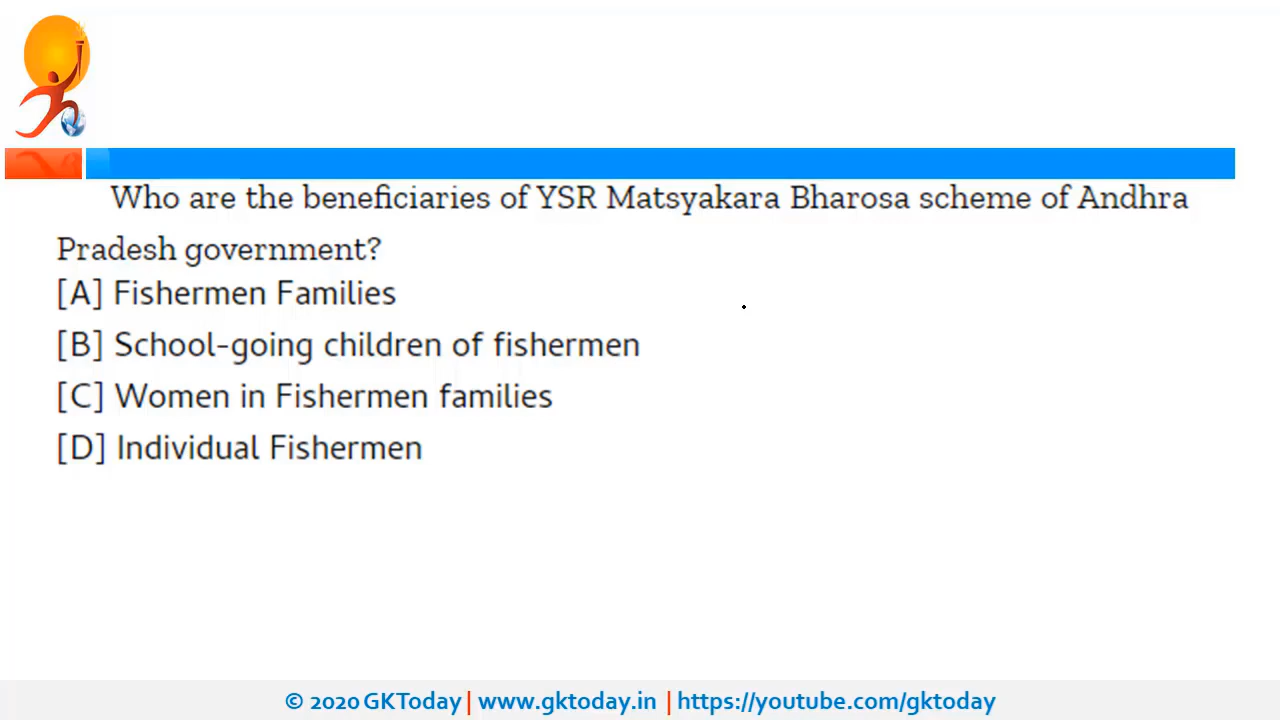 Who are the beneficiaries of YSR Matsyakara Bharosa scheme of Andhra
Pradesh government?
[A] Fishermen Families
[B] School-going children of fishermen
[C] Women in Fishermen families
[D] Individual Fishermen
© 2020 GKToday | www.gktoday.in | https://youtube.com/gktoday